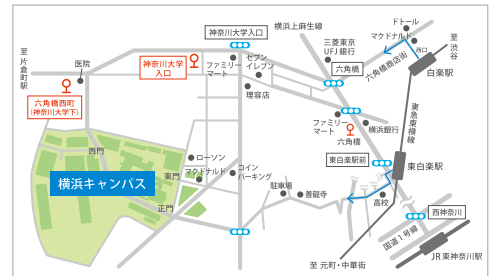 ドトール
マクドナルド
西口
至
渋
谷
白楽駅
六角橋商店街
横浜上麻生線
神奈川大学入口
三菱東京
UFJ銀行
六角橋
至
片
倉
町
駅
医院
神奈川大学
入口
ファミリー
マート
セブン
イレブン
理容店
六角橋西町
(神奈川大学下)
ファミリー
マート
六角橋
横浜銀行
東
急
東
横
線
西門
東門
正門
横浜キャンパス
ローソン
マクドナルド
コイン
パーキング
東白楽駅前
東白楽駅
駐車場
善龍寺
高校
西神奈川
国道1号線
至 元町・中華街
JR東神奈川駅